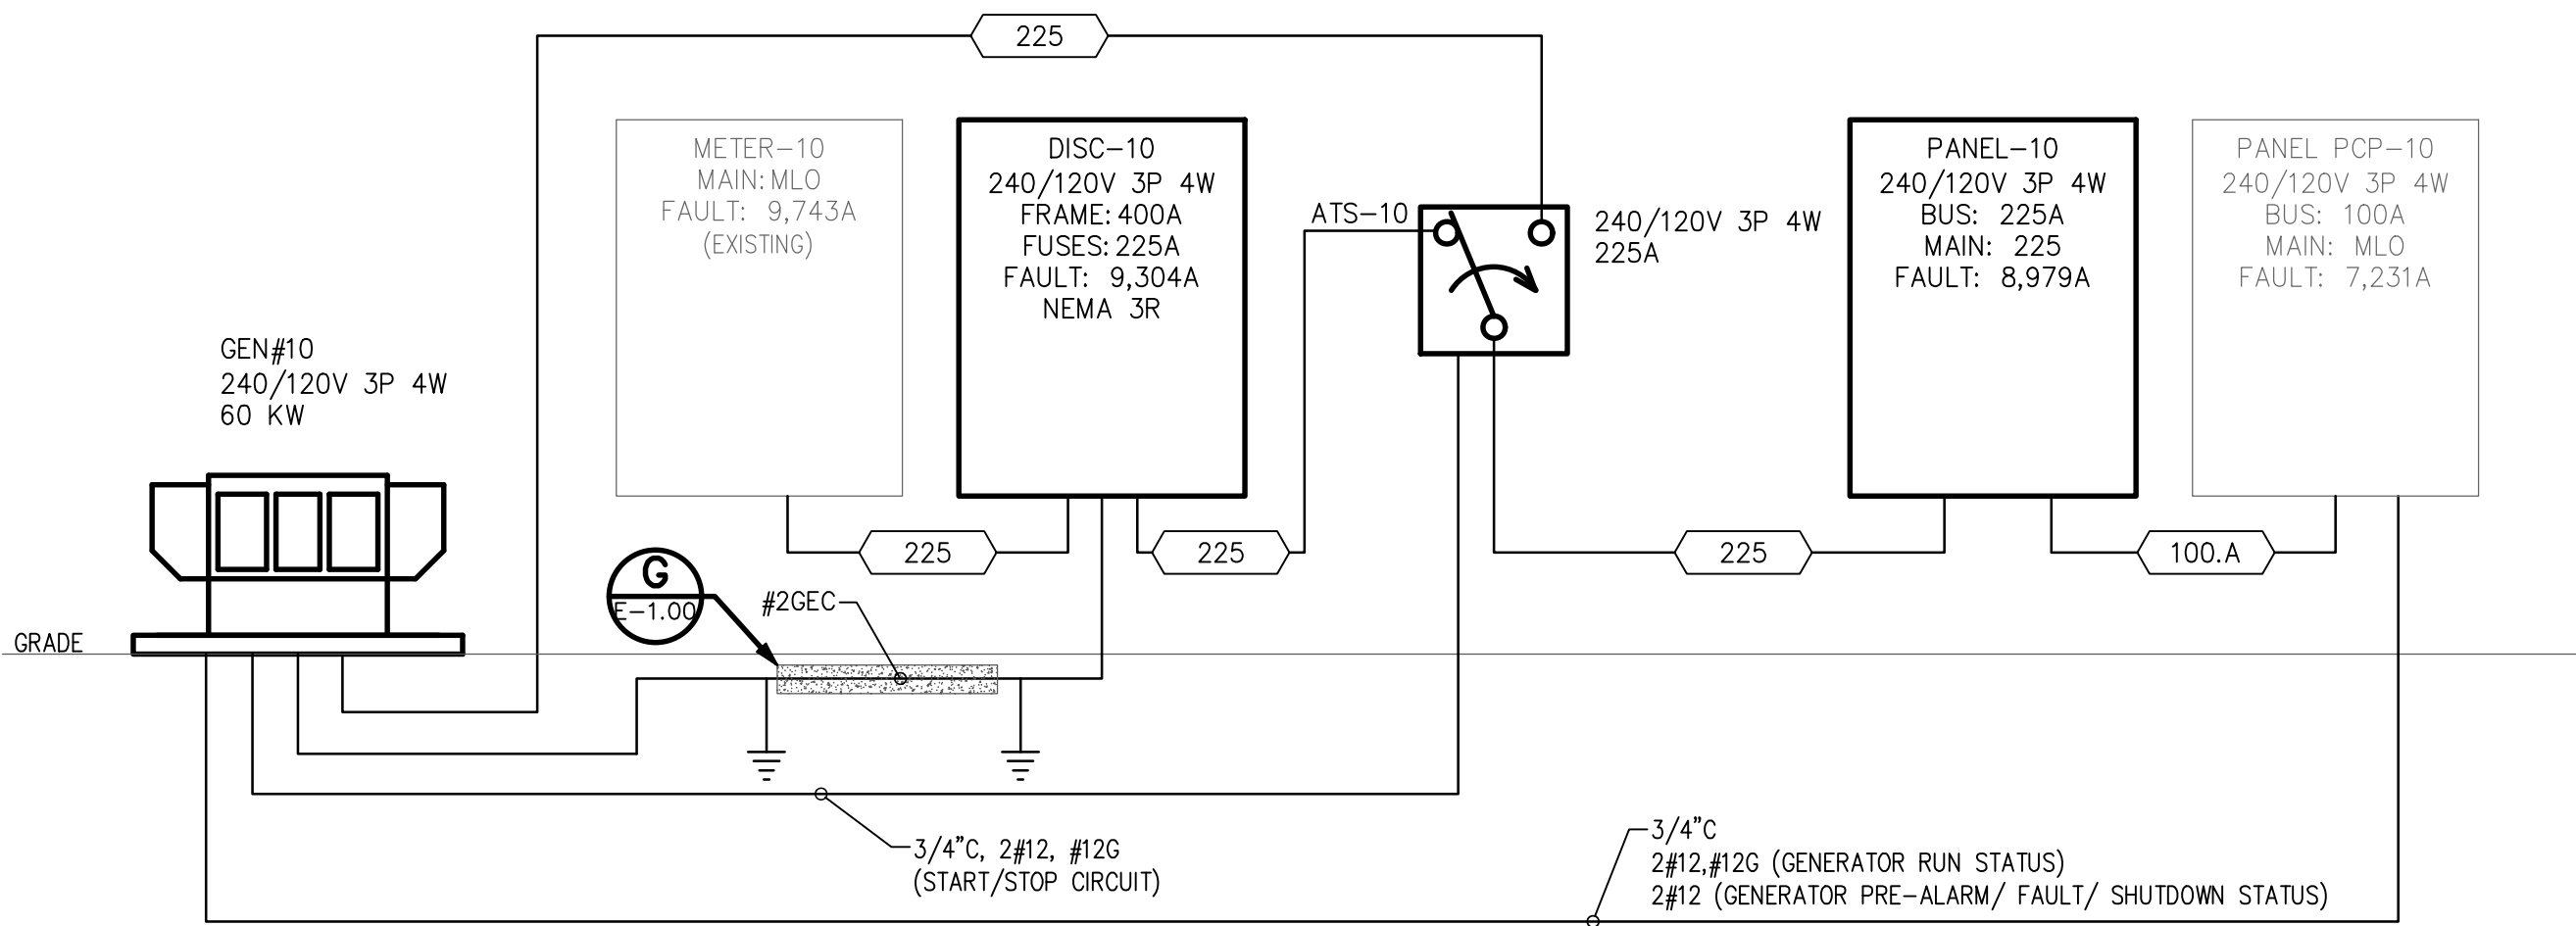 225
METER-10
MAIN: MLO
FAULT: 9,743A
(EXISTING)
DISC-10
240/120V 3P 4W
FRAME: 400A
FUSES: 225A
FAULT: 9,304A
NEMA 3R
ATS-10
240/120V 3P 4W
225A
PANEL-10
240/120V 3P 4W
BUS: 225A
MAIN: 225
FAULT: 8,979A
PANEL PCP-10
240/120V 3P 4W
BUS: 100A
MAIN: MLO
FAULT: 7,231A
GEN#10
240/120V 3P 4W
60 KW
225
225
225
100.A
G
E-1.00
#2GEC
GRADE
3/4"C, 2#12, #12G
(START/STOP CIRCUIT)
3/4"C
2#12,#12G (GENERATOR RUN STATUS)
2#12 (GENERATOR PRE-ALARM/ FAULT/ SHUTDOWN STATUS)